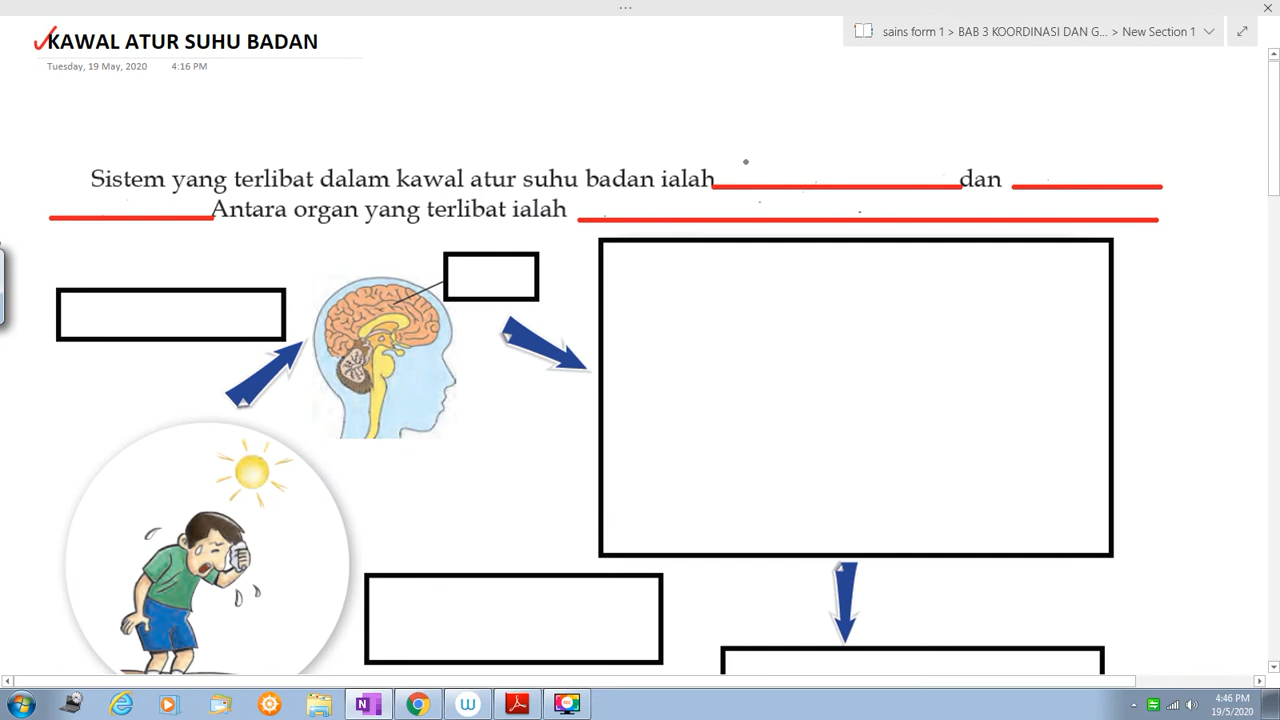 KAWAL ATUR SUHU BADAN
Tuesday, 19 May, 2020 4:16 PM
sains form 1 > BAB 3 KOORDINASI DAN G... > New Section 1
Sistem yang terlibat dalam kawal atur suhu badan ialah dan
Antara organ yang terlibat ialah
4:46 PM
19/5/2020